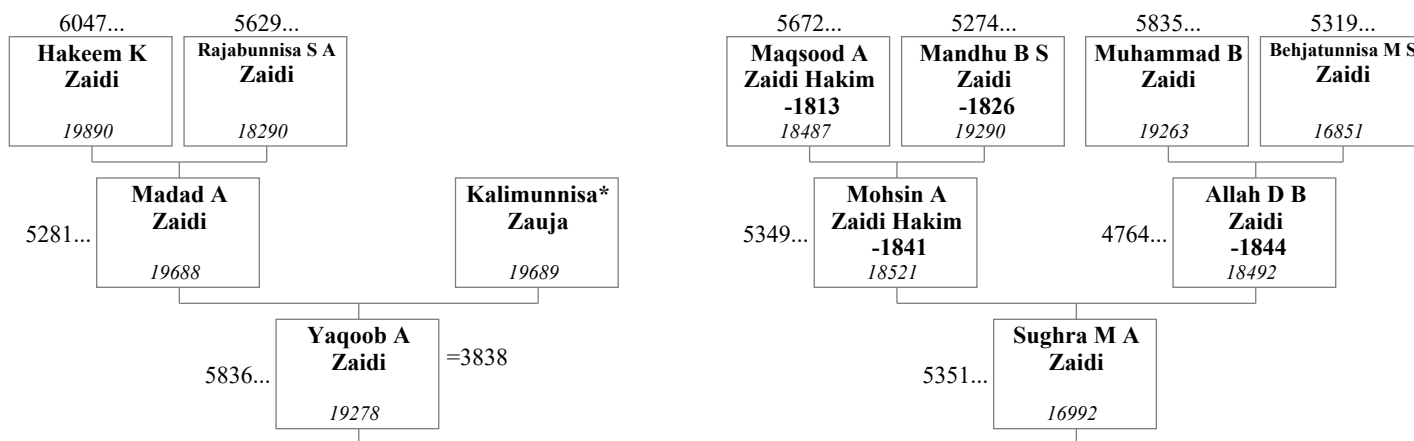 6047...
5629...
5672...
5274...
5835...
5319...
Hakeem K
Zaidi
19890
Rajabunnisa S A
Zaidi
18290
Maqsood A
Zaidi Hakim
-1813
18487
Mandhu B S
Zaidi
-1826
19290
Muhammad B
Zaidi
19263
Behjatunnisa M S
Zaidi
16851
5281...
Madad A
Zaidi
19688
Kalimunnisa*
Zauja
19689
5349...
Mohsin A
Zaidi Hakim
-1841
18521
4764...
Allah D B
Zaidi
-1844
18492
5836...
Yaqoob A
Zaidi
19278
=3838
5351...
Sughra M A
Zaidi
16992